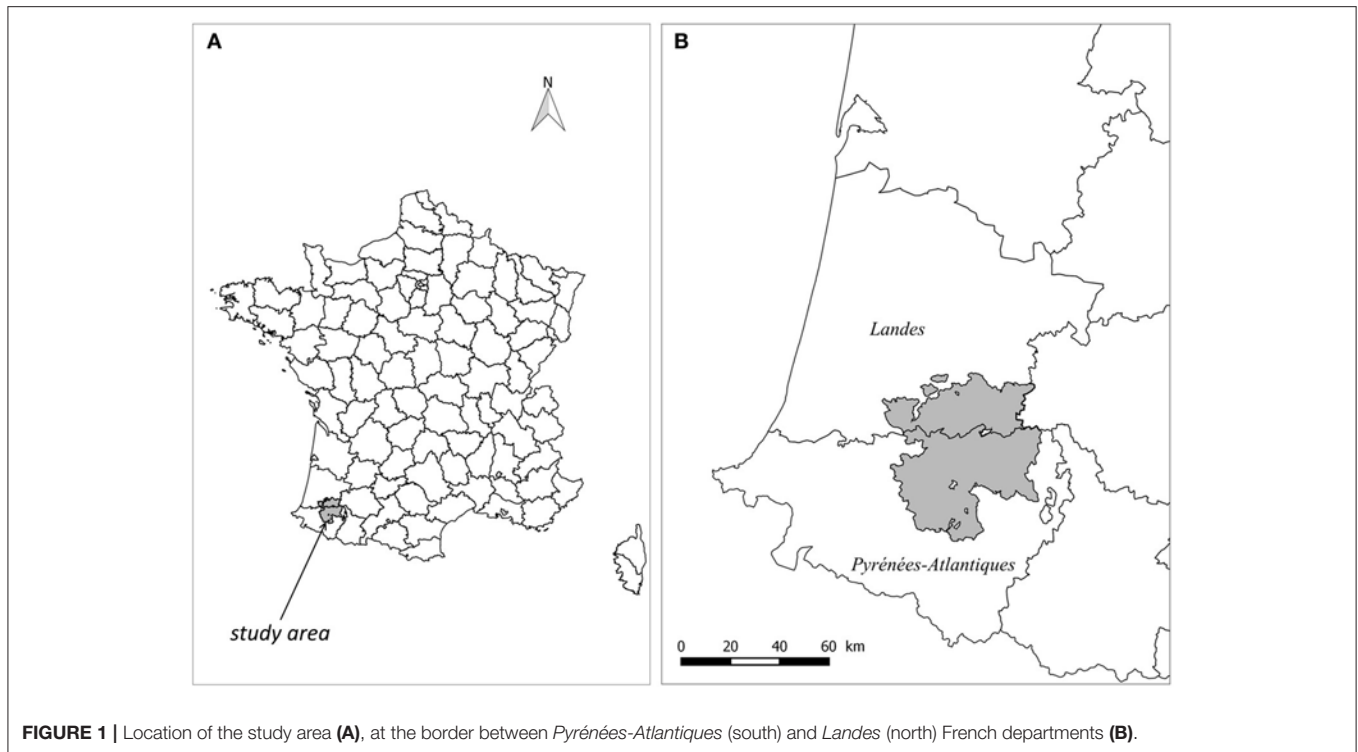 A
N
study area
B
Landes
Pyrénées-Atlantiques
0 20 40 60 km
FIGURE 1 | Location of the study area (A), at the border between Pyrénées-Atlantiques (south) and Landes (north) French departments (B).